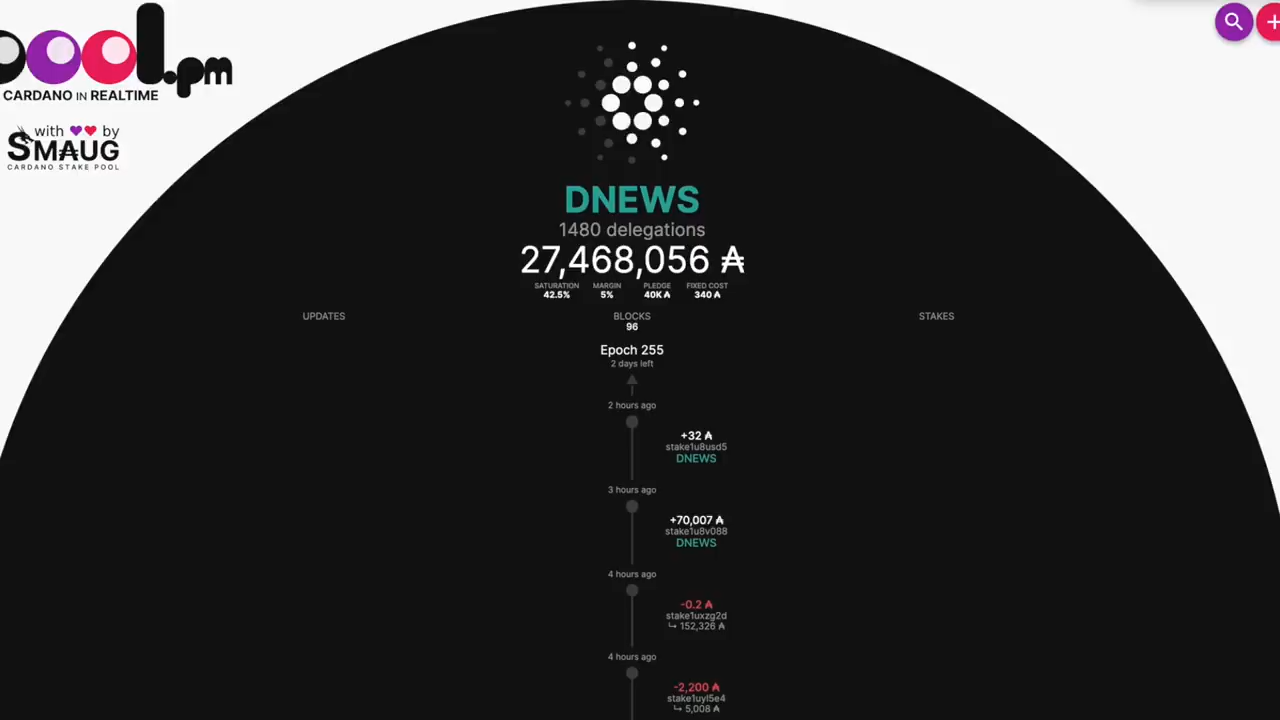 pool.pm
CARDANO IN REALTIME
with 💜❤️ by
SMAUG
CARDANO STAKE POOL
DNEWS
1480 delegations
27,468,056 ₳
SATURATION MARGIN PLEDGE FIXED COST
42.5% 5% 40K ₳ 340 ₳
UPDATES BLOCKS STAKES
96
Epoch 255
2 days left
2 hours ago
+32 ₳
stake1u8usd5
DNEWS
3 hours ago
+70,007 ₳
stake1u8v088
DNEWS
4 hours ago
-0.2 ₳
stake1uxzg2d
↳ 152,326 ₳
4 hours ago
-2,200 ₳
stake1uyl5e4
↳ 5,008 ₳